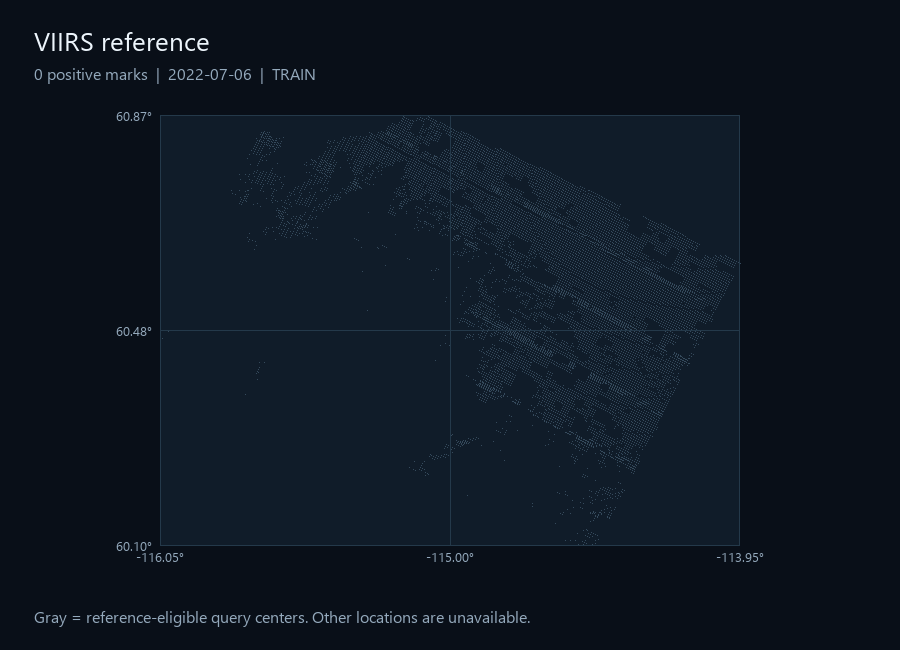 VIIRS reference
0 positive marks | 2022-07-06 | TRAIN
60.87°
60.48°
60.10°
-116.05°
-115.00°
-113.95°
Gray = reference-eligible query centers. Other locations are unavailable.